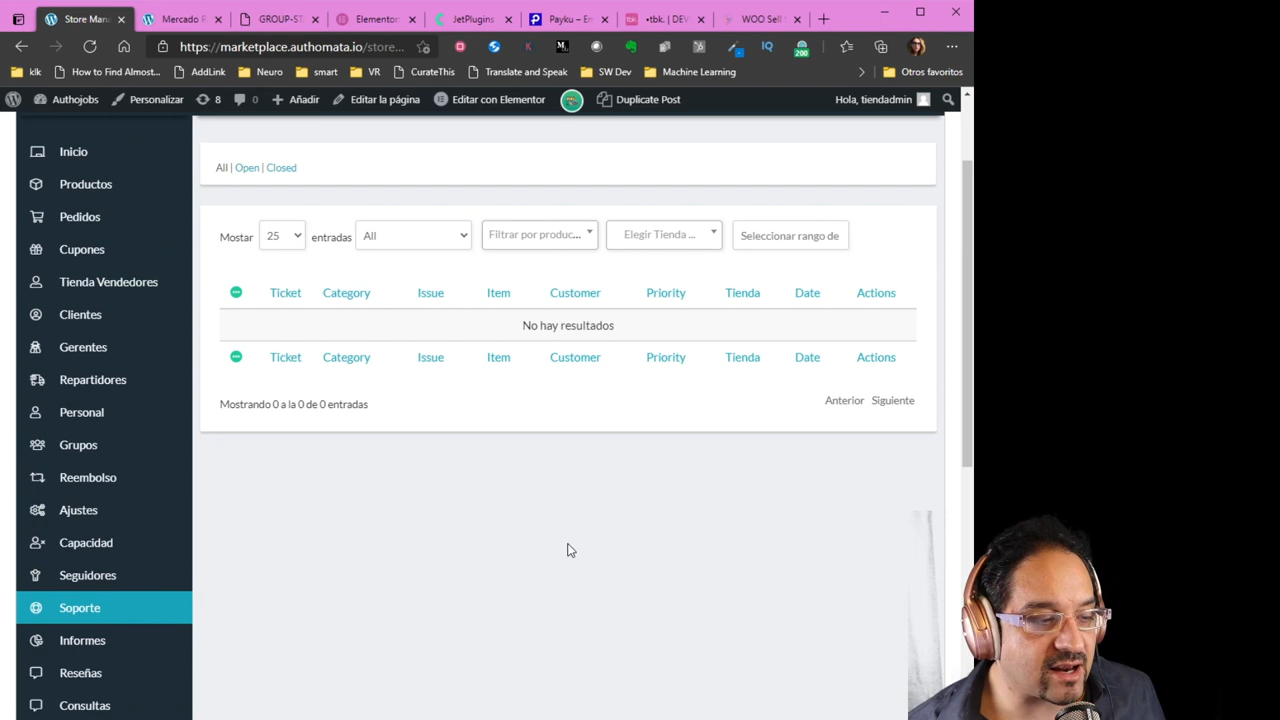 Store Mana
Mercado P
GROUP-ST
Elementor
JetPlugins
Payku – En
•tbk. | DEV
WOO Sell S
https://marketplace.authomata.io/store...
200
klk
How to Find Almost...
AddLink
Neuro
smart
VR
CurateThis
Translate and Speak
SW Dev
Machine Learning
Otros favoritos
Authojobs
Personalizar
8
0
Añadir
Editar la página
Editar con Elementor
Duplicate Post
Hola, tiendadmin
Inicio
Productos
Pedidos
Cupones
Tienda Vendedores
Clientes
Gerentes
Repartidores
Personal
Grupos
Reembolso
Ajustes
Capacidad
Seguidores
Soporte
Informes
Reseñas
Consultas
All | Open | Closed
Mostar 25 entradas All Filtrar por produc... Elegir Tienda ... Seleccionar rango de
Ticket Category Issue Item Customer Priority Tienda Date Actions
No hay resultados
Ticket Category Issue Item Customer Priority Tienda Date Actions
Mostrando 0 a la 0 de 0 entradas
Anterior Siguiente